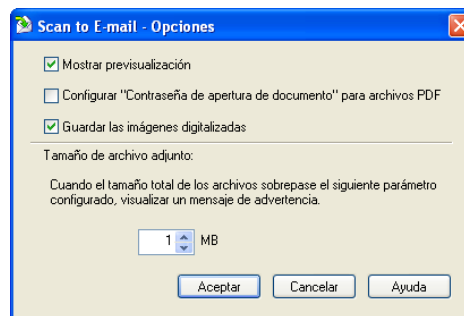 Scan to E-mail - Opciones
Mostrar previsualización
Configurar "Contraseña de apertura de documento" para archivos PDF
Guardar las imágenes digitalizadas
Tamaño de archivo adjunto:
Cuando el tamaño total de los archivos sobrepase el siguiente parámetro
configurado, visualizar un mensaje de advertencia.
1 MB
Aceptar Cancelar Ayuda